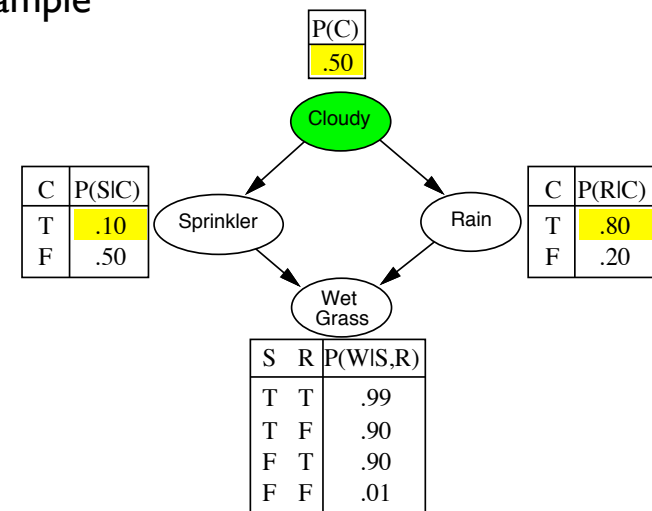 ample
P(C)
.50
Cloudy
C P(S|C)
T .10
F .50
Sprinkler
Rain
C P(R|C)
T .80
F .20
Wet
Grass
S R P(W|S,R)
T T .99
T F .90
F T .90
F F .01